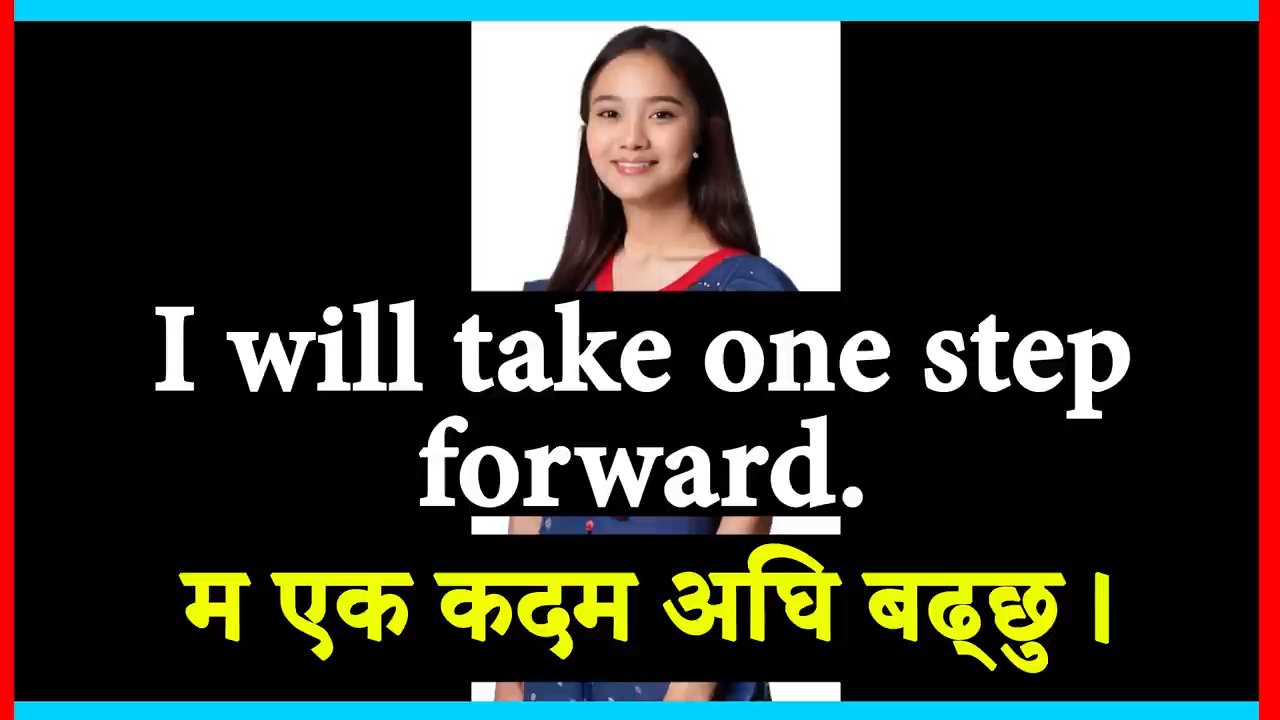 I will take one step
forward.
म एक कदम अघि बढ्छु ।